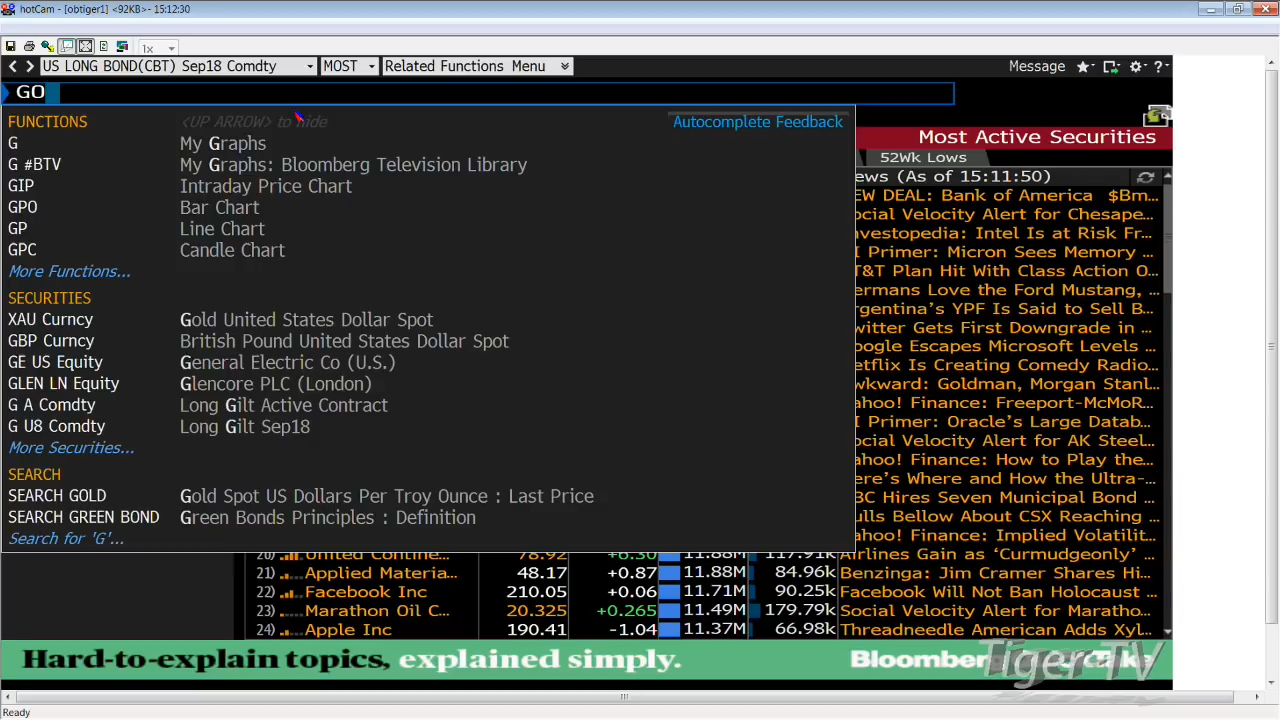 hotCam - [obtiger1] <92KB> - 15:12:30
1x
US LONG BOND(CBT) Sep18 Comdty MOST Related Functions Menu Message
GO
FUNCTIONS <UP ARROW> to hide Autocomplete Feedback
G My Graphs
G #BTV My Graphs: Bloomberg Television Library
GIP Intraday Price Chart
GPO Bar Chart
GP Line Chart
GPC Candle Chart
More Functions...
SECURITIES
XAU Curncy Gold United States Dollar Spot
GBP Curncy British Pound United States Dollar Spot
GE US Equity General Electric Co (U.S.)
GLEN LN Equity Glencore PLC (London)
G A Comdty Long Gilt Active Contract
G U8 Comdty Long Gilt Sep18
More Securities...
SEARCH
SEARCH GOLD Gold Spot US Dollars Per Troy Ounce : Last Price
SEARCH GREEN BOND Green Bonds Principles : Definition
Search for 'G'...
Most Active Securities
52Wk Lows
ews (As of 15:11:50)
EW DEAL: Bank of America $Bm...
ocial Velocity Alert for Chesape...
nvestopedia: Intel Is at Risk Fr...
I Primer: Micron Sees Memory
T&T Plan Hit With Class Action O...
ermans Love the Ford Mustang, ...
rgentina's YPF Is Said to Sell B...
witter Gets First Downgrade in ...
oogle Escapes Microsoft Levels ...
etflix Is Creating Comedy Radio...
wkward: Goldman, Morgan Stanl...
ahoo! Finance: Freeport-McMoR...
I Primer: Oracle's Large Datab...
ocial Velocity Alert for AK Steel...
ahoo! Finance: How to Play the...
ere's Where and How the Ultra-...
BC Hires Seven Municipal Bond ...
ulls Bellow About CSX Reaching ...
ahoo! Finance: Implied Volatilit...
20) United Contine... 78.92 +6.30 11.88M 117.91k Airlines Gain as ‘Curmudgeonly’ ...
21) Applied Materia... 48.17 +0.87 11.88M 84.96k Benzinga: Jim Cramer Shares Hi...
22) Facebook Inc 210.05 +0.06 11.71M 90.25k Facebook Will Not Ban Holocaust ...
23) Marathon Oil C... 20.325 +0.265 11.49M 179.79k Social Velocity Alert for Maratho...
24) Apple Inc 190.41 -1.04 11.37M 66.98k Threadneedle American Adds Xyl...
Hard-to-explain topics, explained simply. Bloomberg
Tiger TV
Ready